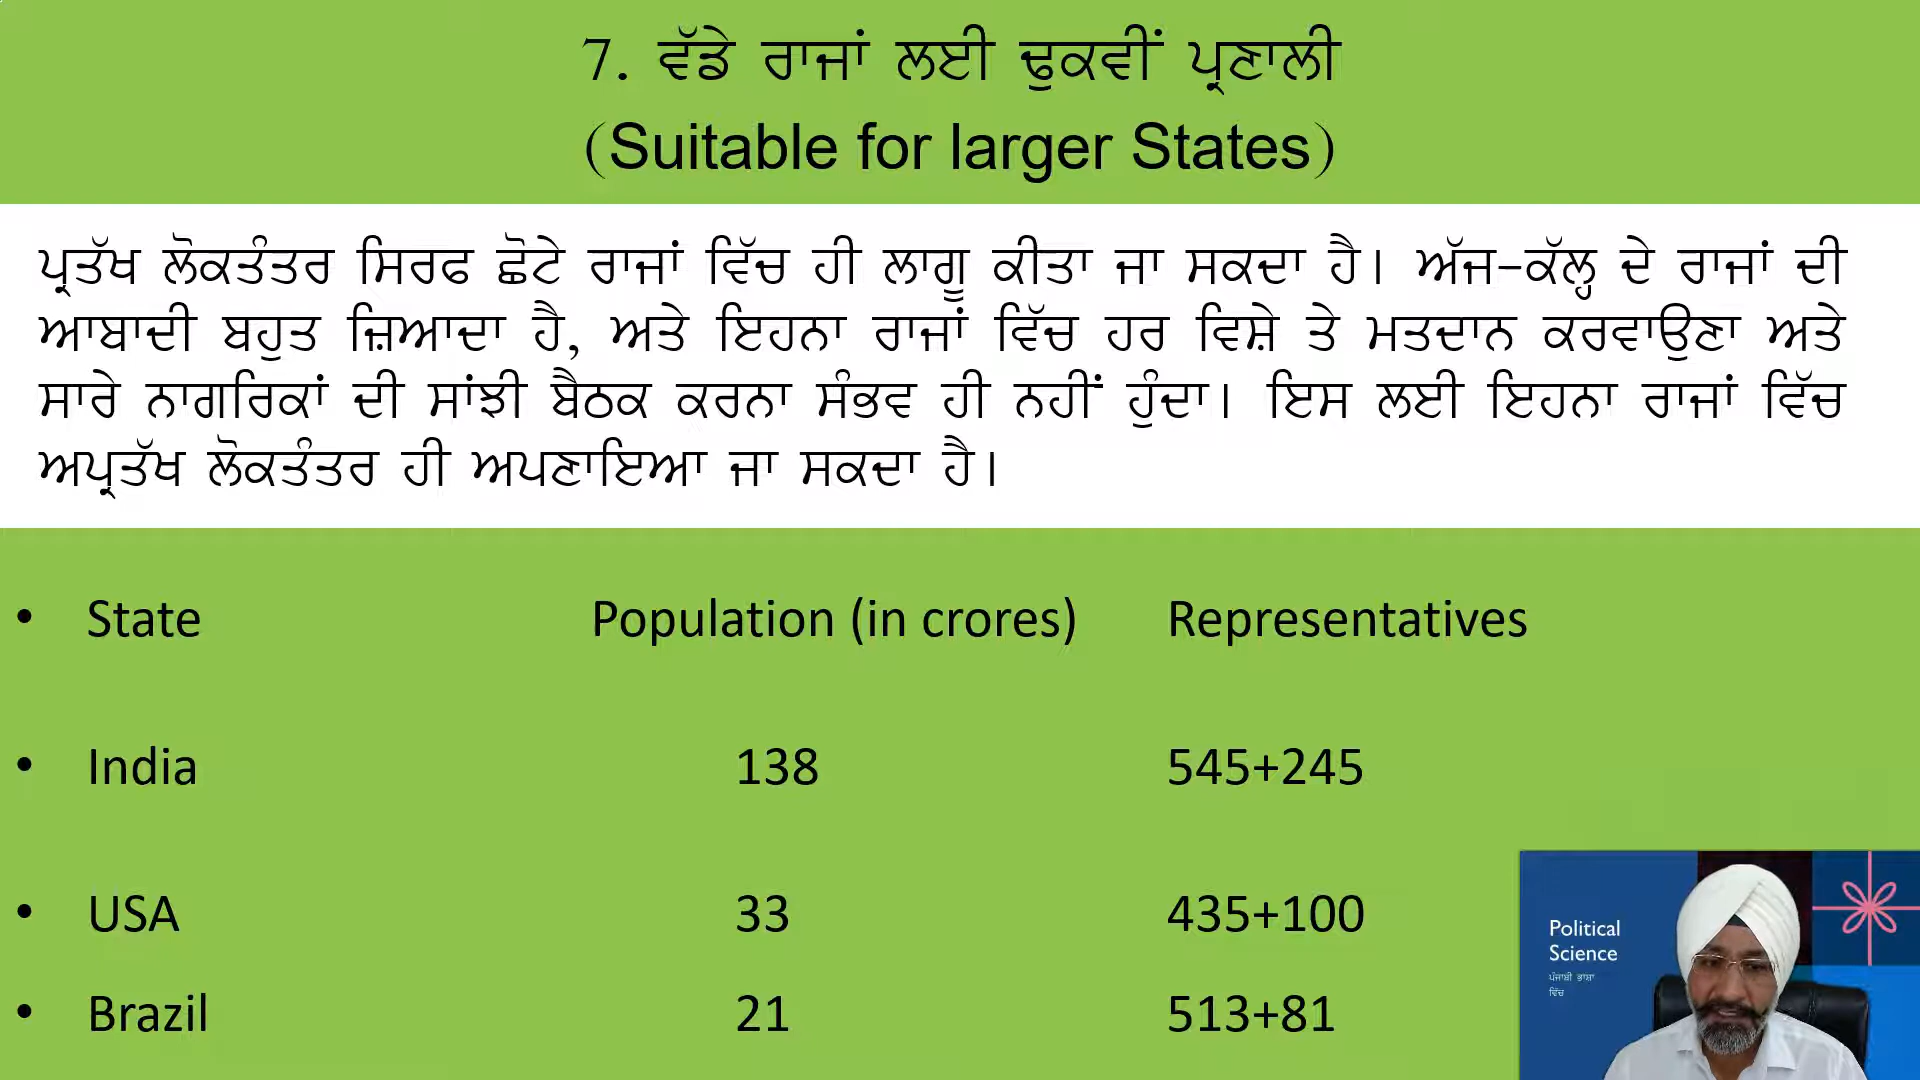 7. ਵੱਡੇ ਰਾਜਾਂ ਲਈ ਢੁਕਵੀਂ ਪ੍ਰਣਾਲੀ
(Suitable for larger States)
ਪ੍ਰਤੱਖ ਲੋਕਤੰਤਰ ਸਿਰਫ ਛੋਟੇ ਰਾਜਾਂ ਵਿੱਚ ਹੀ ਲਾਗੂ ਕੀਤਾ ਜਾ ਸਕਦਾ ਹੈ। ਅੱਜ-ਕੱਲ੍ਹ ਦੇ ਰਾਜਾਂ ਦੀ
ਆਬਾਦੀ ਬਹੁਤ ਜ਼ਿਆਦਾ ਹੈ, ਅਤੇ ਇਹਨਾ ਰਾਜਾਂ ਵਿੱਚ ਹਰ ਵਿਸ਼ੇ ਤੇ ਮਤਦਾਨ ਕਰਵਾਉਣਾ ਅਤੇ
ਸਾਰੇ ਨਾਗਰਿਕਾਂ ਦੀ ਸਾਂਝੀ ਬੈਠਕ ਕਰਨਾ ਸੰਭਵ ਹੀ ਨਹੀਂ ਹੁੰਦਾ। ਇਸ ਲਈ ਇਹਨਾ ਰਾਜਾਂ ਵਿੱਚ
ਅਪ੍ਰਤੱਖ ਲੋਕਤੰਤਰ ਹੀ ਅਪਣਾਇਆ ਜਾ ਸਕਦਾ ਹੈ।
• State Population (in crores) Representatives
• India 138 545+245
• USA 33 435+100
• Brazil 21 513+81
Political
Science
ਪੰਜਾਬੀ ਭਾਸ਼ਾ
ਵਿੱਚ